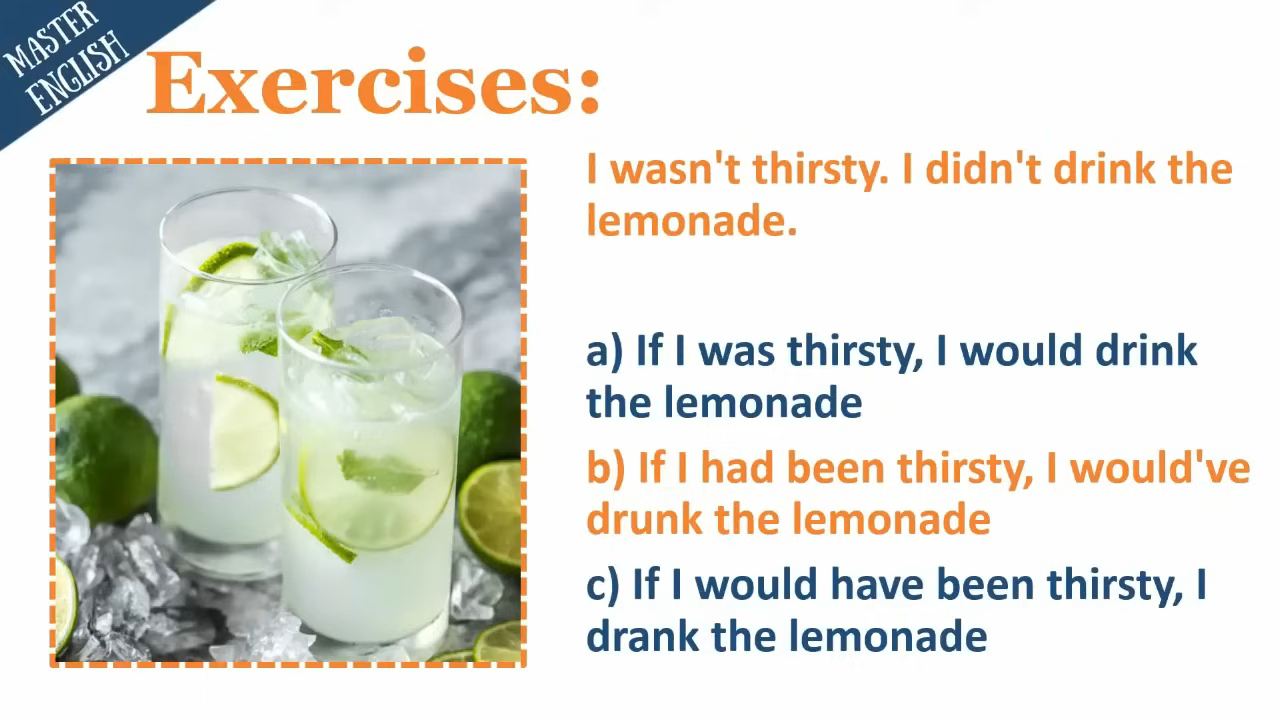 MASTER
ENGLISH
Exercises:
I wasn't thirsty. I didn't drink the
lemonade.
a) If I was thirsty, I would drink
the lemonade
b) If I had been thirsty, I would've
drunk the lemonade
c) If I would have been thirsty, I
drank the lemonade